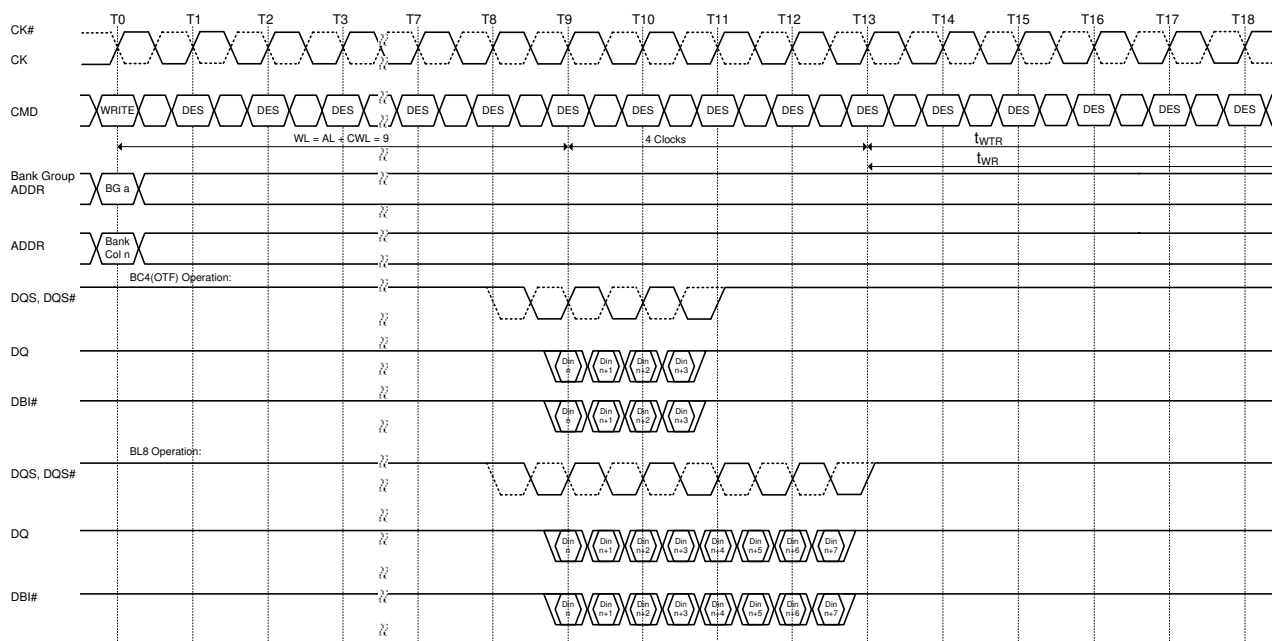 T0 T1 T2 T3 T7 T8 T9 T10 T11 T12 T13 T14 T15 T16 T17 T18
CK#
CK
CMD WRITE DES DES DES DES DES DES DES DES DES DES DES DES DES DES DES
WL = AL + CWL = 9 4 Clocks tWTR
tWR
Bank Group
ADDR BG a
ADDR Bank
Col n
BC4(OTF) Operation:
DQS, DQS#
DQ Din n Din n+1 Din n+2 Din n+3
DBI# Din n Din n+1 Din n+2 Din n+3
BL8 Operation:
DQS, DQS#
DQ Din n Din n+1 Din n+2 Din n+3 Din n+4 Din n+5 Din n+6 Din n+7
DBI# Din n Din n+1 Din n+2 Din n+3 Din n+4 Din n+5 Din n+6 Din n+7